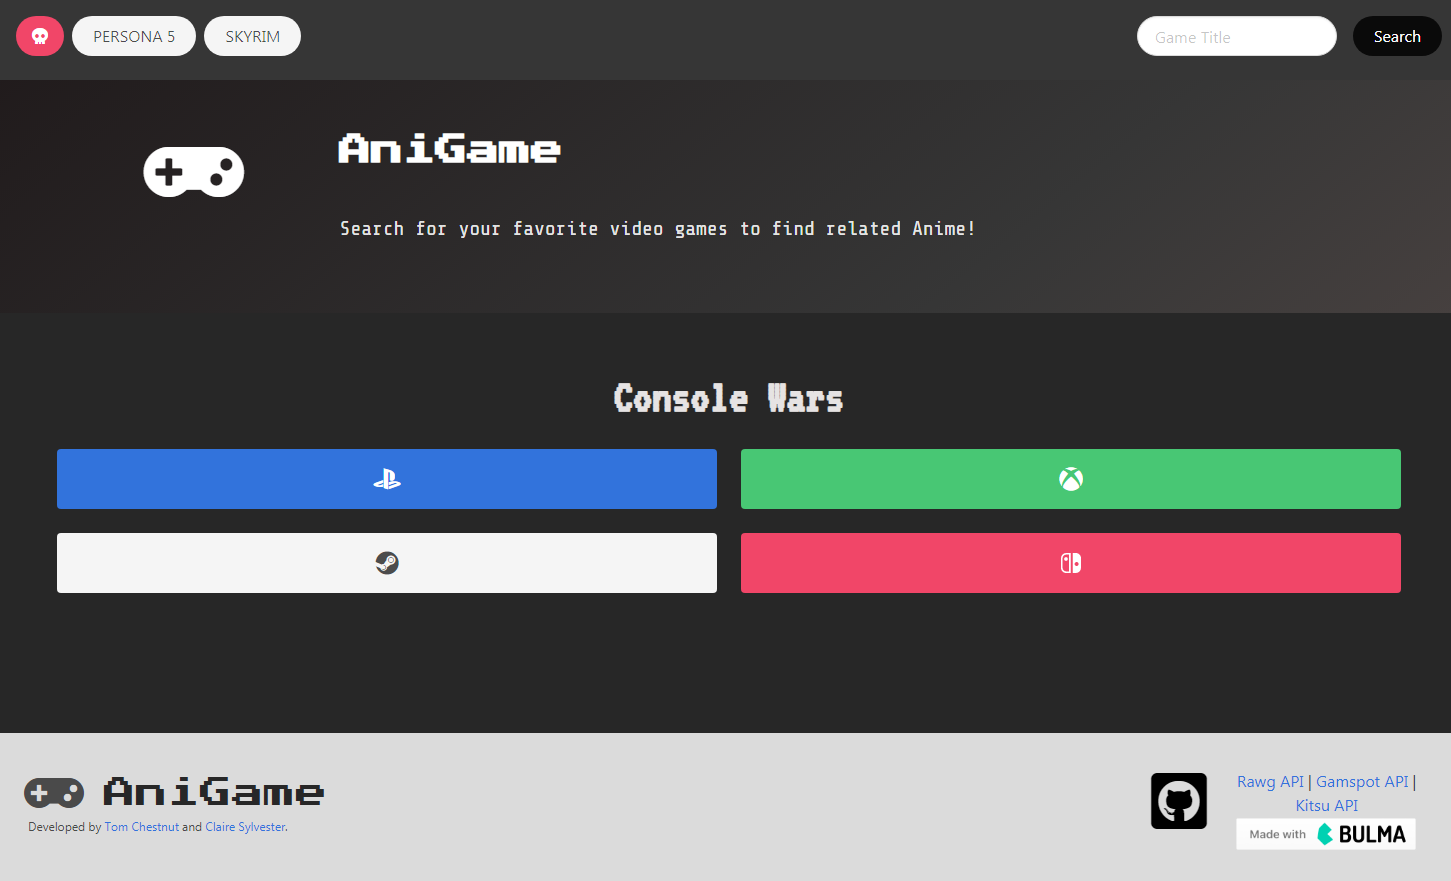 PERSONA 5
SKYRIM
Game Title
Search
AniGame
Search for your favorite video games to find related Anime!
Console Wars
AniGame
Developed by Tom Chestnut and Claire Sylvester.
Rawg API | Gamspot API |
Kitsu API
Made with BULMA